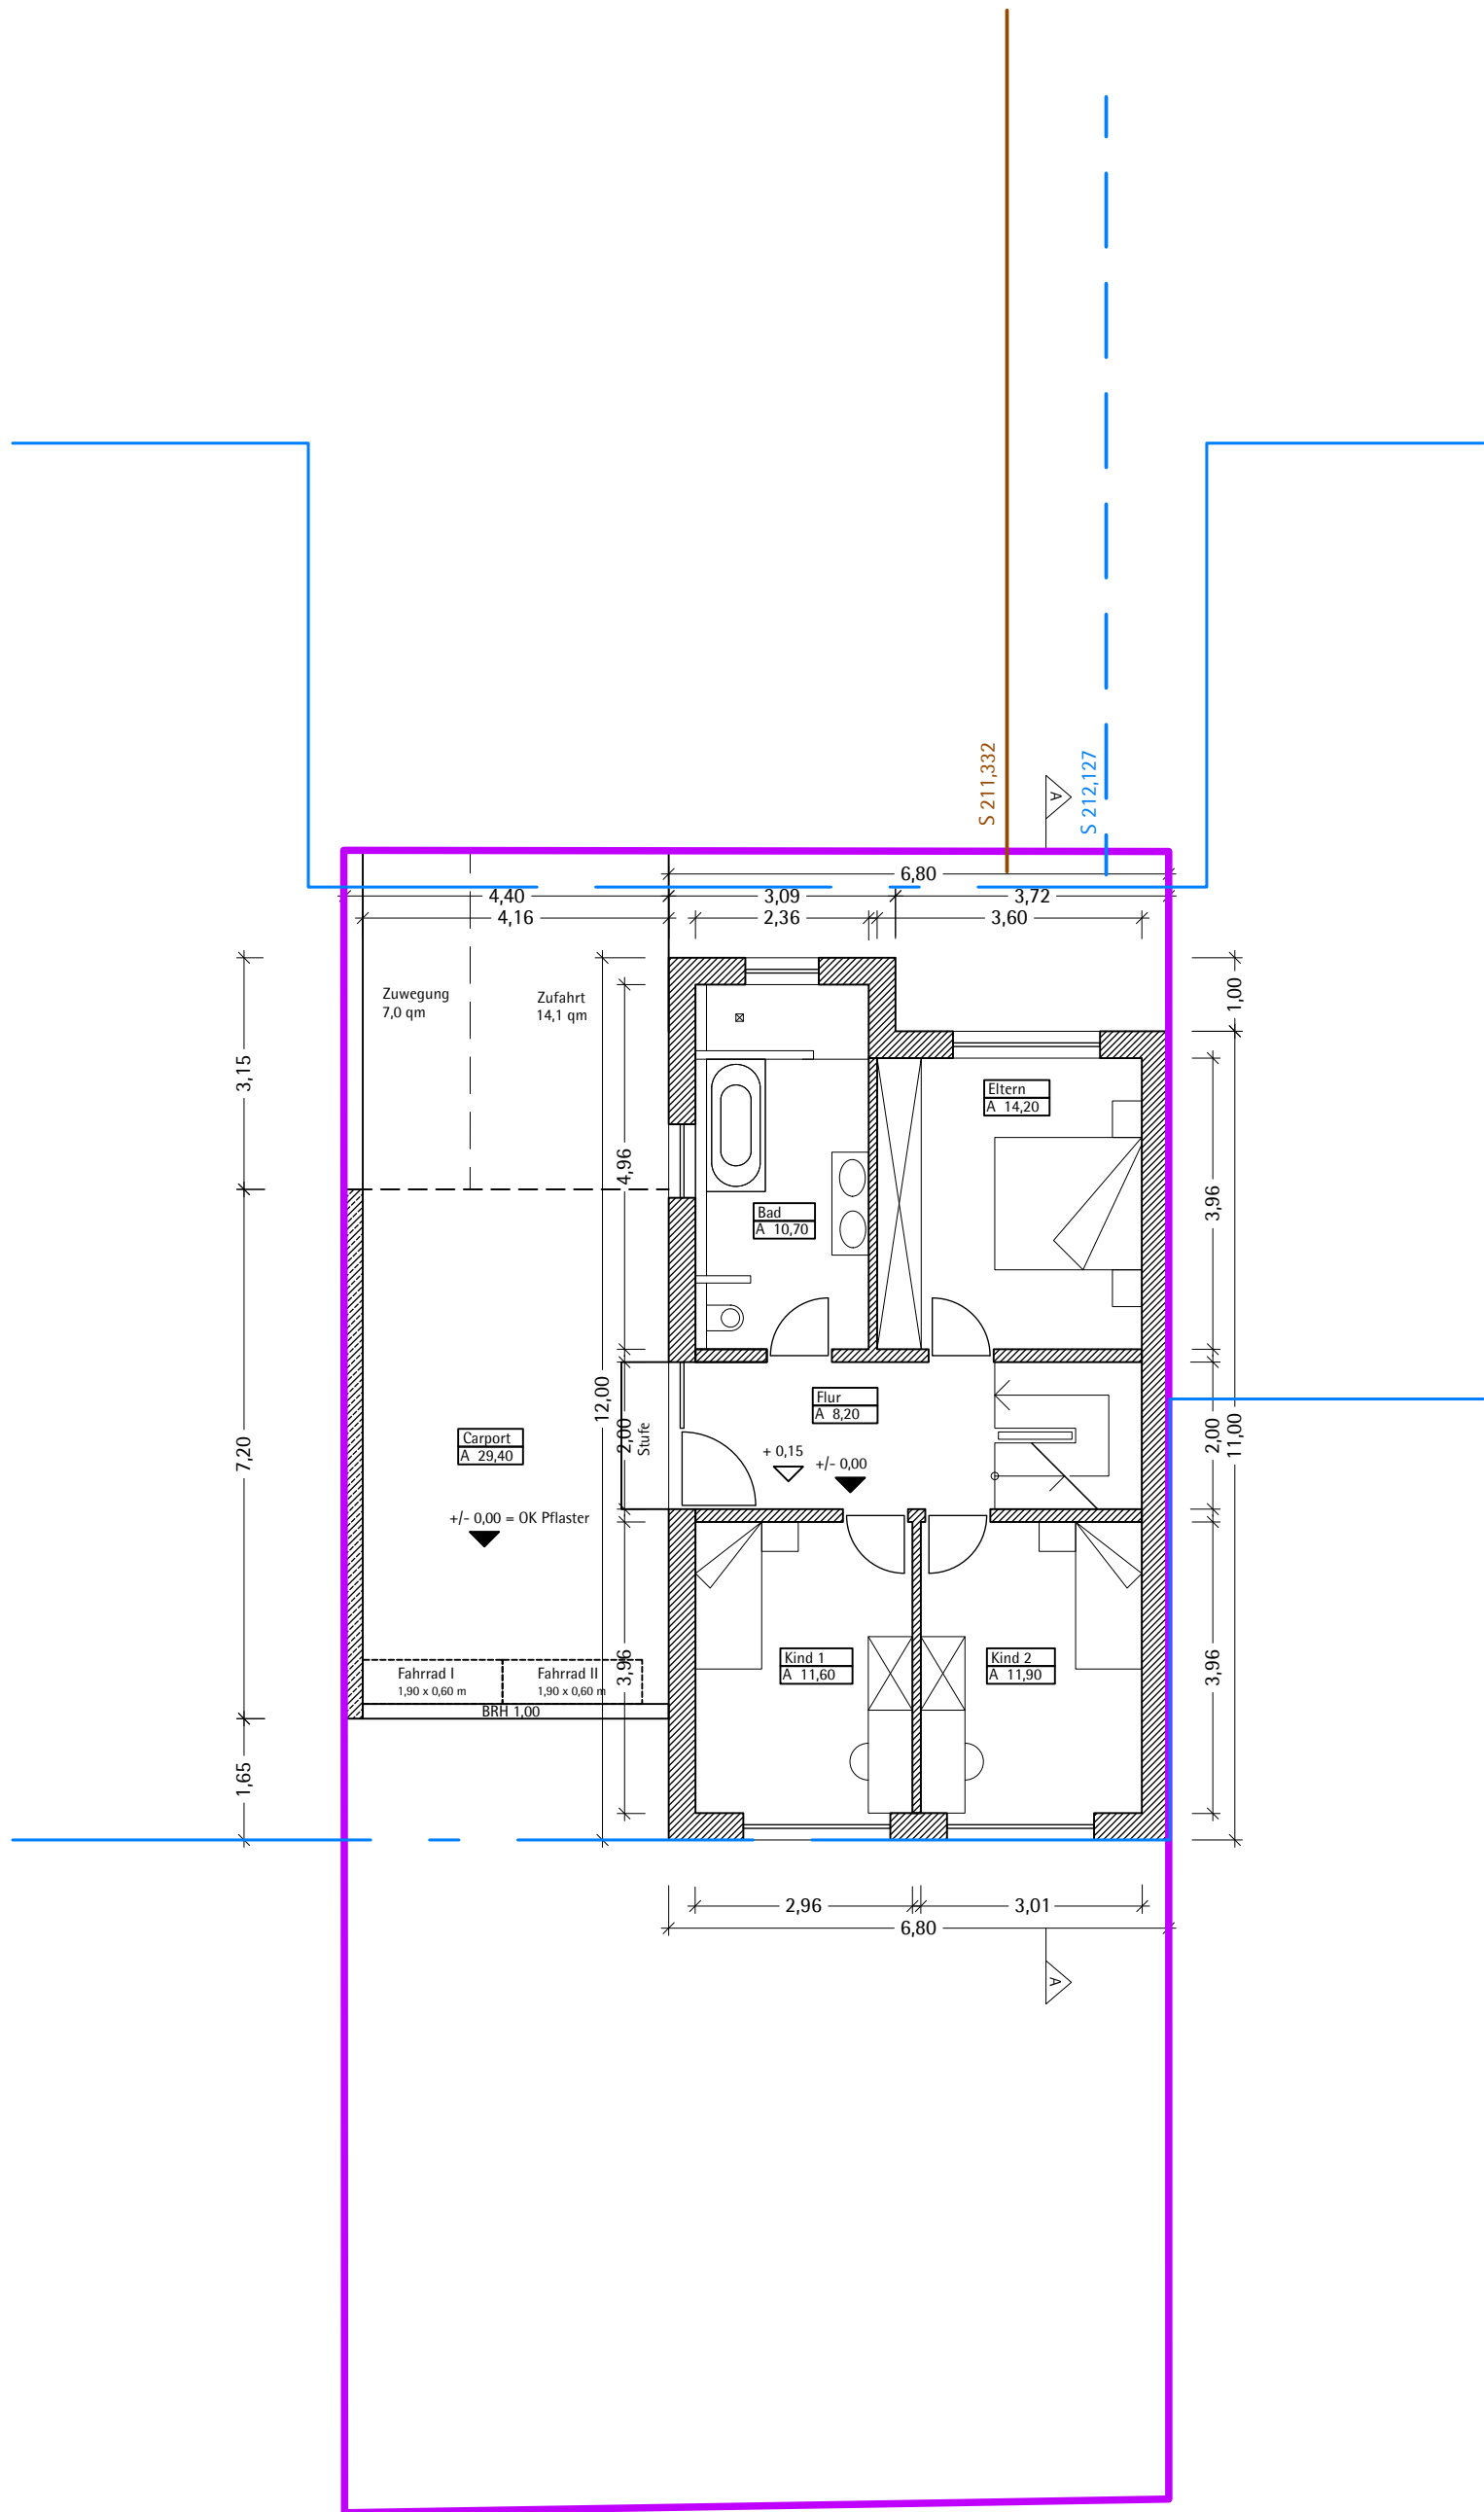 S 211,332
S 212,127
A
6,80
4,40
3,09
3,72
4,16
2,36
3,60
Zuwegung
7,0 qm
Zufahrt
14,1 qm
1,00
3,15
Eltern
A 14,20
4,96
3,96
Bad
A 10,70
12,00
Flur
A 8,20
2,00
Stufe
2,00
11,00
Carport
A 29,40
7,20
+ 0,15
+/- 0,00
+/- 0,00 = OK Pflaster
Kind 1
A 11,60
Kind 2
A 11,90
3,96
3,96
Fahrrad I
1,90 x 0,60 m
Fahrrad II
1,90 x 0,60 m
BRH 1,00
1,65
2,96
3,01
6,80
A